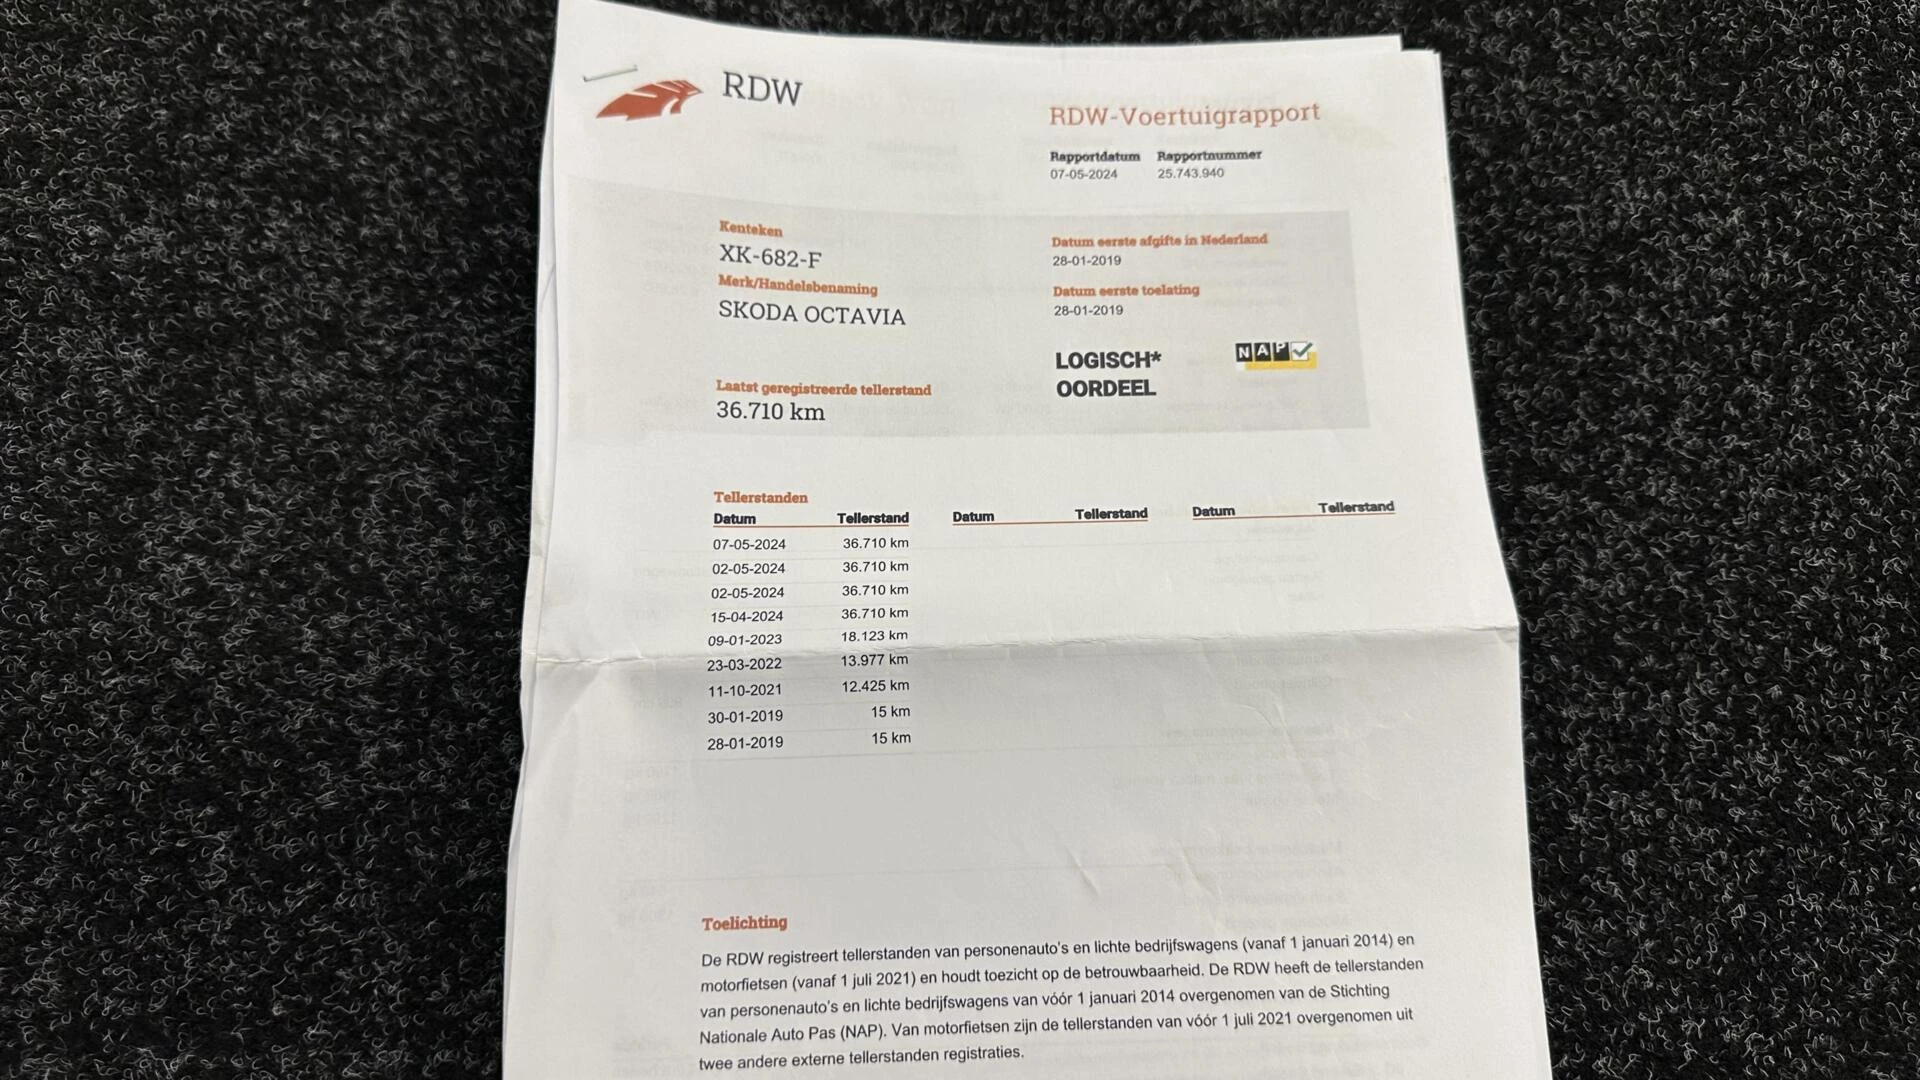 RDW
RDW-Voertuigrapport
Rapportdatum Rapportnummer
07-05-2024 25.743.940
Kenteken
XK-682-F
Merk/Handelsbenaming
SKODA OCTAVIA
Laatst geregistreerde tellerstand
36.710 km
Datum eerste afgifte in Nederland
28-01-2019
Datum eerste toelating
28-01-2019
LOGISCH*
OORDEEL
NAP
Tellerstanden
Datum Tellerstand Datum Tellerstand Datum Tellerstand
07-05-2024 36.710 km
02-05-2024 36.710 km
02-05-2024 36.710 km
15-04-2024 36.710 km
09-01-2023 18.123 km
23-03-2022 13.977 km
11-10-2021 12.425 km
30-01-2019 15 km
28-01-2019 15 km
Toelichting
De RDW registreert tellerstanden van personenauto's en lichte bedrijfswagens (vanaf 1 januari 2014) en
motorfietsen (vanaf 1 juli 2021) en houdt toezicht op de betrouwbaarheid. De RDW heeft de tellerstanden
van personenauto's en lichte bedrijfswagens van vóór 1 januari 2014 overgenomen van de Stichting
Nationale Auto Pas (NAP). Van motorfietsen zijn de tellerstanden van vóór 1 juli 2021 overgenomen uit
twee andere externe tellerstanden registraties.